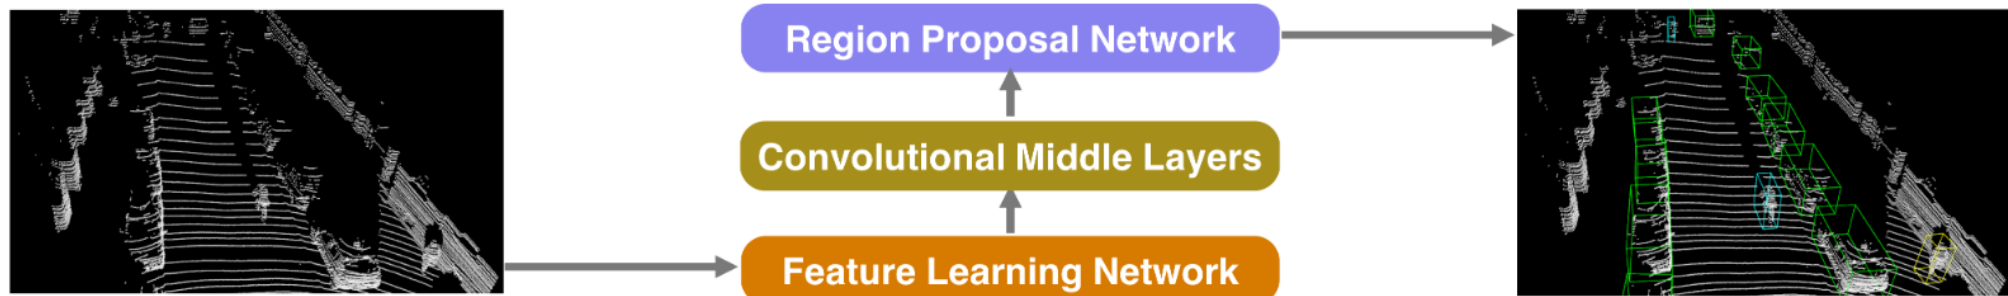 Region Proposal Network
Convolutional Middle Layers
Feature Learning Network